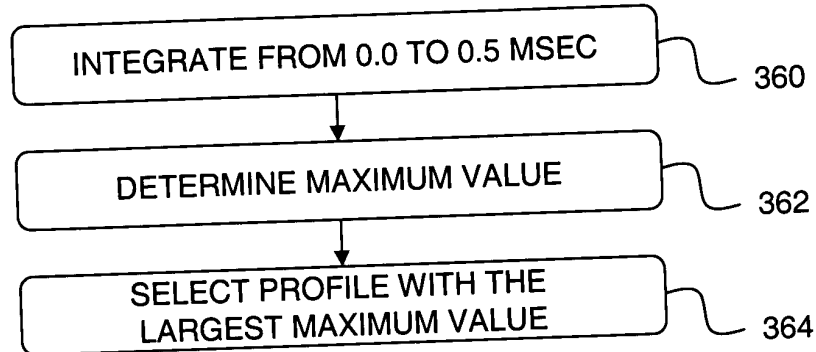 INTEGRATE FROM 0.0 TO 0.5 MSEC
360
DETERMINE MAXIMUM VALUE
362
SELECT PROFILE WITH THE
LARGEST MAXIMUM VALUE
364